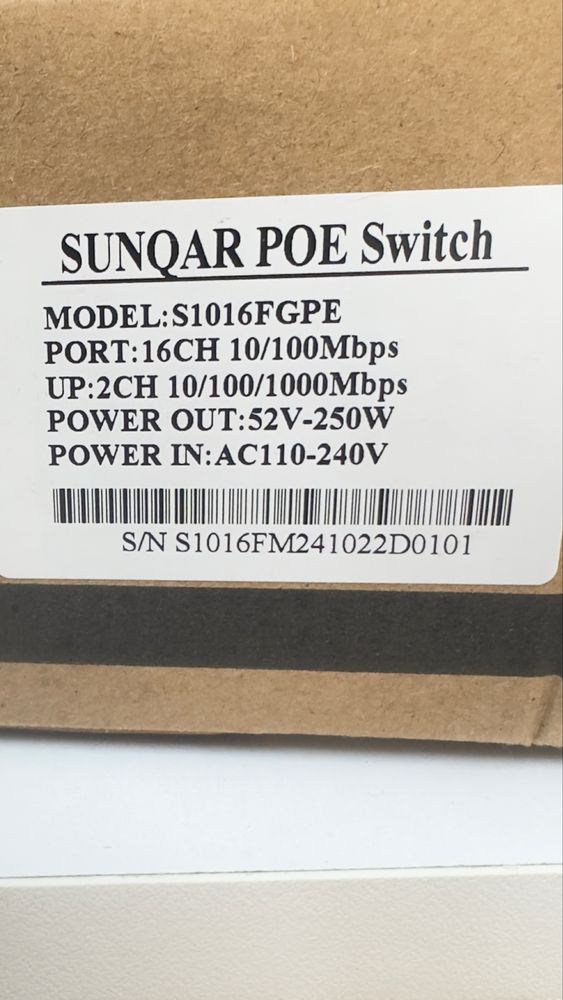 SUNQAR POE Switch
MODEL:S1016FGPE
PORT:16CH 10/100Mbps
UP:2CH 10/100/1000Mbps
POWER OUT:52V-250W
POWER IN:AC110-240V
S/N S1016FM241022D0101